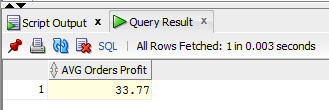 Script Output × Query Result ×
SQL | All Rows Fetched: 1 in 0.003 seconds
AVG Orders Profit
1 33.77